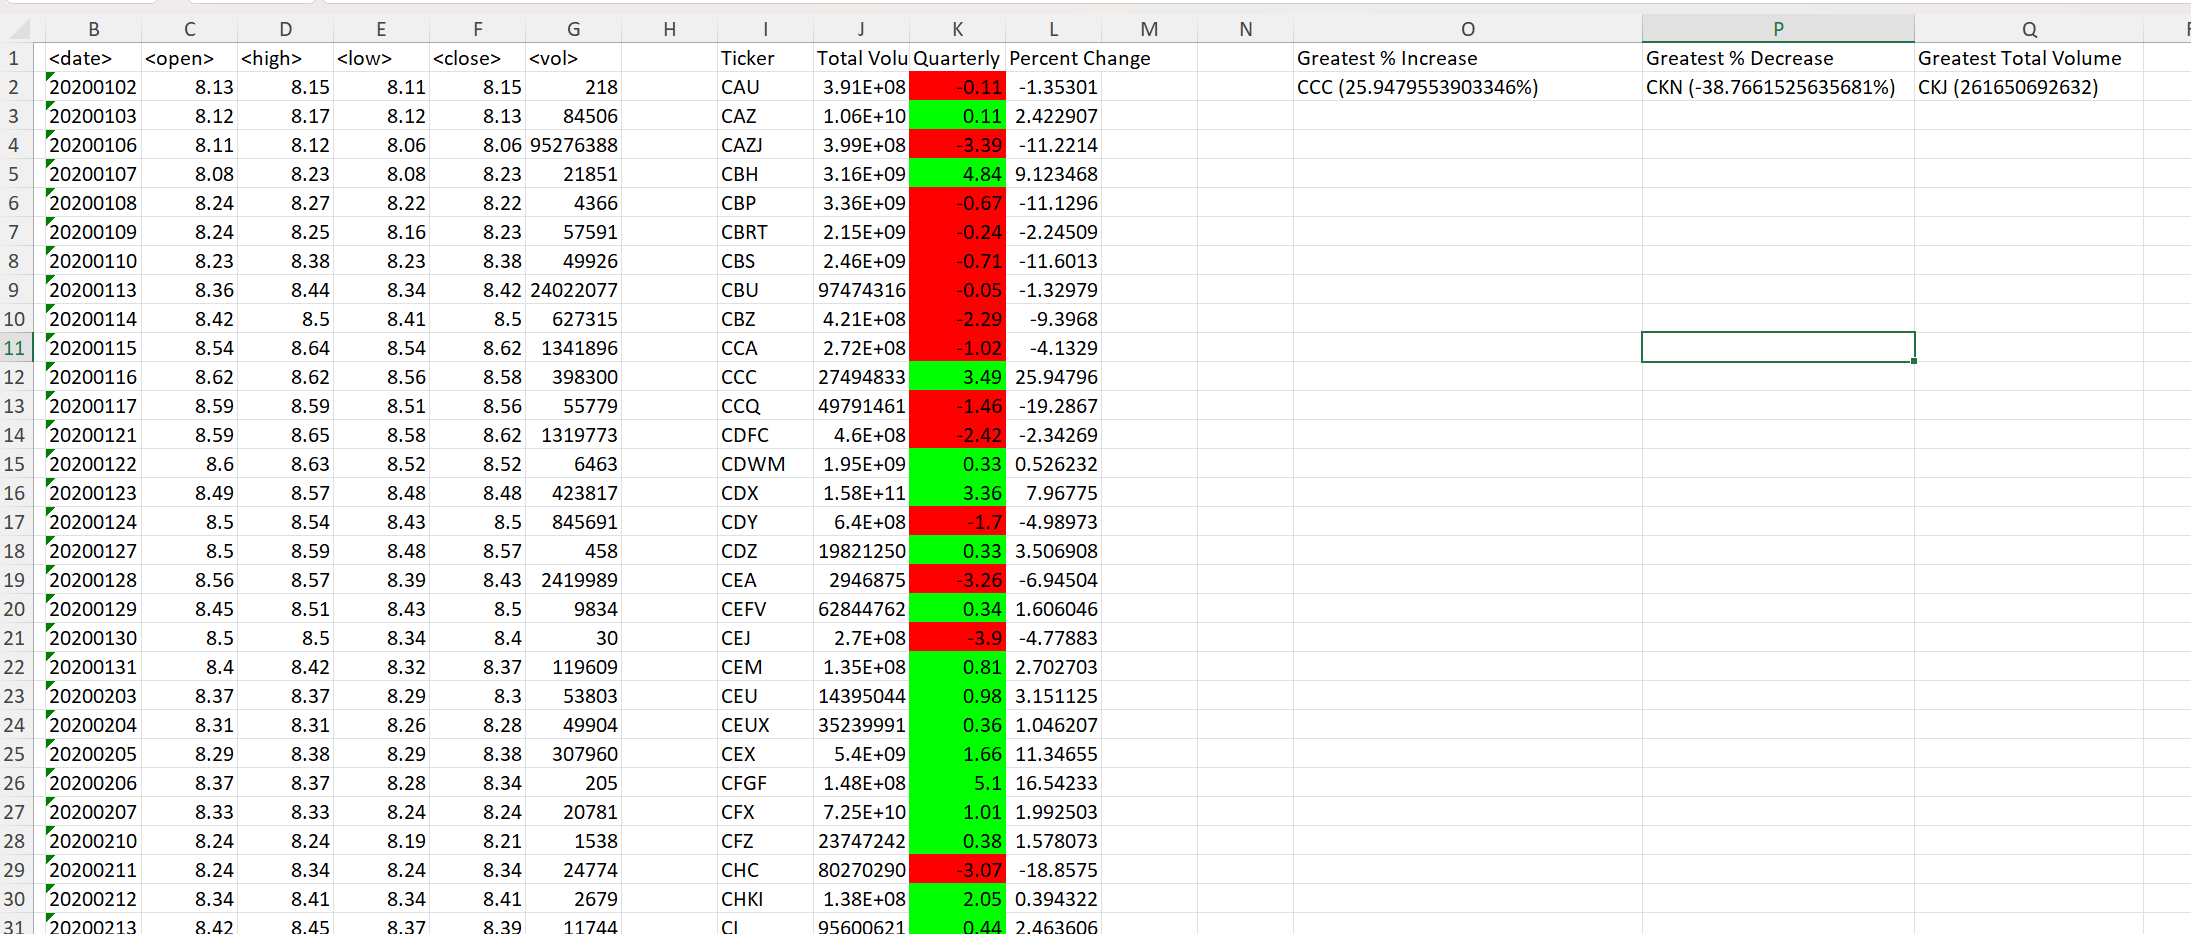 B C D E F G H I J K L M N O P Q
1 <date> <open> <high> <low> <close> <vol> Ticker Total Volu Quarterly Percent Change Greatest % Increase Greatest % Decrease Greatest Total Volume
2 20200102 8.13 8.15 8.11 8.15 218 CAU 3.91E+08 -0.11 -1.35301 CCC (25.9479553903346%) CKN (-38.7661525635681%) CKJ (261650692632)
3 20200103 8.12 8.17 8.12 8.13 84506 CAZ 1.06E+10 0.11 2.422907
4 20200106 8.11 8.12 8.06 8.06 95276388 CAZJ 3.99E+08 -3.39 -11.2214
5 20200107 8.08 8.23 8.08 8.23 21851 CBH 3.16E+09 4.84 9.123468
6 20200108 8.24 8.27 8.22 8.22 4366 CBP 3.36E+09 -0.67 -11.1296
7 20200109 8.24 8.25 8.16 8.23 57591 CBRT 2.15E+09 -0.24 -2.24509
8 20200110 8.23 8.38 8.23 8.38 49926 CBS 2.46E+09 -0.71 -11.6013
9 20200113 8.36 8.44 8.34 8.42 24022077 CBU 97474316 -0.05 -1.32979
10 20200114 8.42 8.5 8.41 8.5 627315 CBZ 4.21E+08 -2.29 -9.3968
11 20200115 8.54 8.64 8.54 8.62 1341896 CCA 2.72E+08 -1.02 -4.1329
12 20200116 8.62 8.62 8.56 8.58 398300 CCC 27494833 3.49 25.94796
13 20200117 8.59 8.59 8.51 8.56 55779 CCQ 49791461 -1.46 -19.2867
14 20200121 8.59 8.65 8.58 8.62 1319773 CDFC 4.6E+08 -2.42 -2.34269
15 20200122 8.6 8.63 8.52 8.52 6463 CDWM 1.95E+09 0.33 0.526232
16 20200123 8.49 8.57 8.48 8.48 423817 CDX 1.58E+11 3.36 7.96775
17 20200124 8.5 8.54 8.43 8.5 845691 CDY 6.4E+08 -1.7 -4.98973
18 20200127 8.5 8.59 8.48 8.57 458 CDZ 19821250 0.33 3.506908
19 20200128 8.56 8.57 8.39 8.43 2419989 CEA 2946875 -3.26 -6.94504
20 20200129 8.45 8.51 8.43 8.5 9834 CEFV 62844762 0.34 1.606046
21 20200130 8.5 8.5 8.34 8.4 30 CEJ 2.7E+08 -3.9 -4.77883
22 20200131 8.4 8.42 8.32 8.37 119609 CEM 1.35E+08 0.81 2.702703
23 20200203 8.37 8.37 8.29 8.3 53803 CEU 14395044 0.98 3.151125
24 20200204 8.31 8.31 8.26 8.28 49904 CEUX 35239991 0.36 1.046207
25 20200205 8.29 8.38 8.29 8.38 307960 CEX 5.4E+09 1.66 11.34655
26 20200206 8.37 8.37 8.28 8.34 205 CFGF 1.48E+08 5.1 16.54233
27 20200207 8.33 8.33 8.24 8.24 20781 CFX 7.25E+10 1.01 1.992503
28 20200210 8.24 8.24 8.19 8.21 1538 CFZ 23747242 0.38 1.578073
29 20200211 8.24 8.34 8.24 8.34 24774 CHC 80270290 -3.07 -18.8575
30 20200212 8.34 8.41 8.34 8.41 2679 CHKI 1.38E+08 2.05 0.394322
31 20200213 8.42 8.45 8.37 8.39 11744 95600621 0.44 2.463606